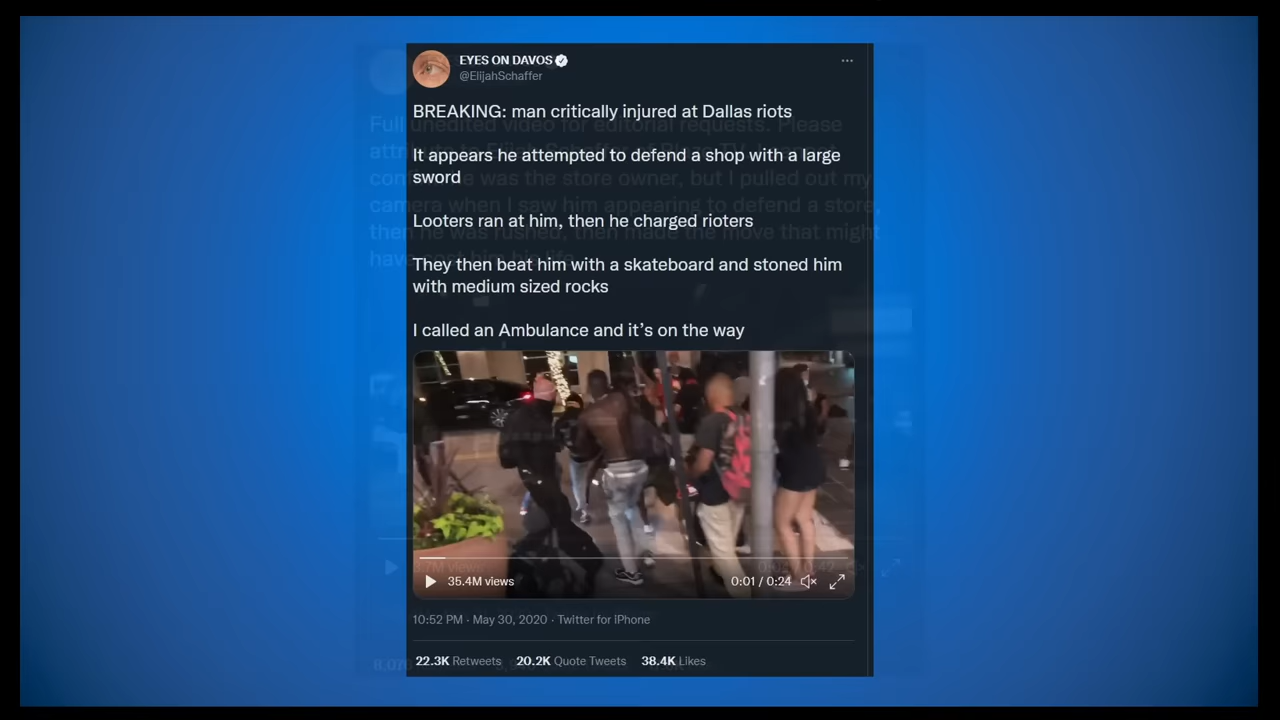 EYES ON DAVOS
@ElijahSchaffer
BREAKING: man critically injured at Dallas riots
It appears he attempted to defend a shop with a large
sword
Looters ran at him, then he charged rioters
They then beat him with a skateboard and stoned him
with medium sized rocks
I called an Ambulance and it's on the way
35.4M views
0:01 / 0:24
10:52 PM · May 30, 2020 · Twitter for iPhone
22.3K Retweets 20.2K Quote Tweets 38.4K Likes